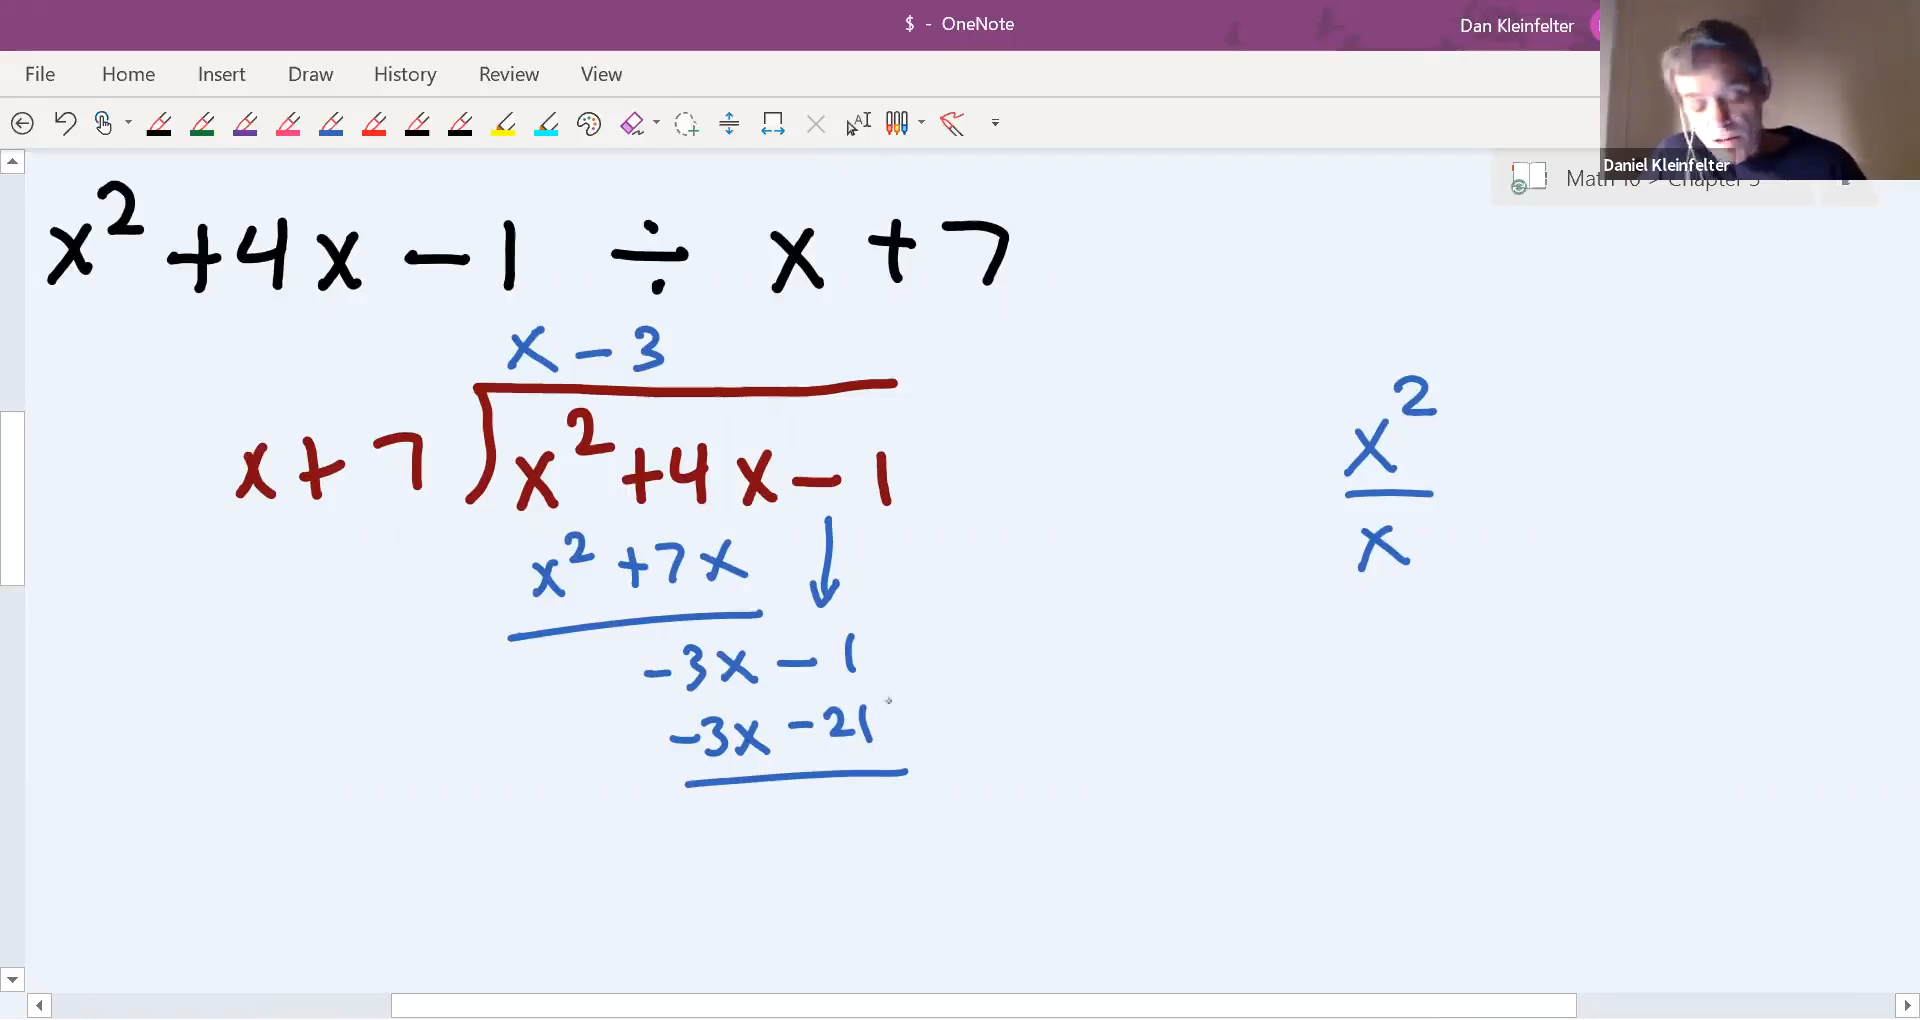 $ - OneNote
Dan Kleinfelter
File Home Insert Draw History Review View
Daniel Kleinfelter
x² + 4x − 1 ÷ x + 7
x − 3
x + 7 x² + 4x − 1
x² + 7x
−3x − 1
−3x − 21
x²
x